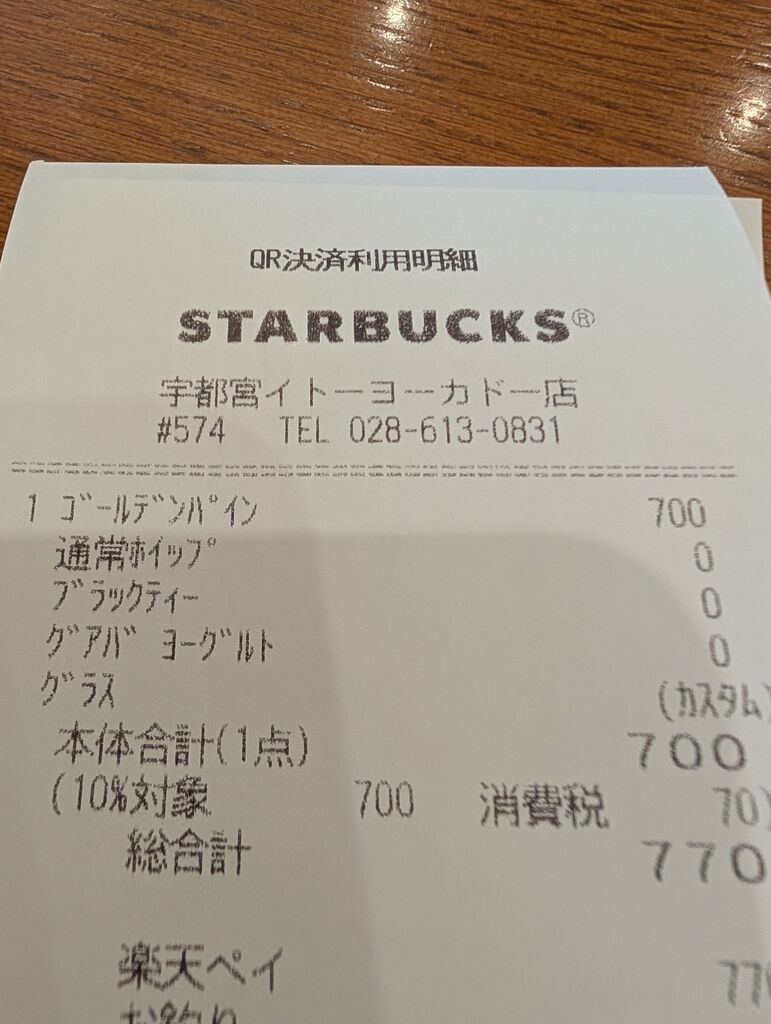 QR決済利用明細
STARBUCKS®
宇都宮イトーヨーカドー店
#574 TEL 028-613-0831
1 ｺﾞｰﾙﾃﾞﾝﾊﾟｲﾝ 700
通常ﾎｲｯﾌﾟ 0
ﾌﾞﾗｯｸﾃｨｰ 0
ｸﾞｱﾊﾞ ﾖｰｸﾞﾙﾄ 0
ｸﾞﾗｽ (ｶｽﾀﾑ)
本体合計(1点) 700
(10%対象 700 消費税 70)
総合計 770
楽天ペイ 770
お釣り